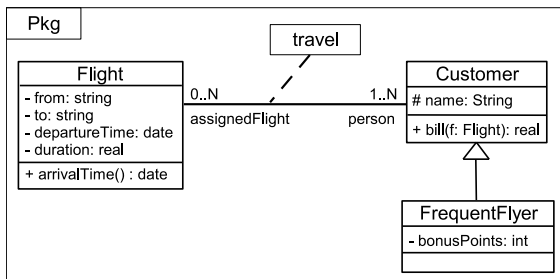 Pkg
travel
Flight
- from: string
- to: string
- departureTime: date
- duration: real
+ arrivalTime() : date
0..N
assignedFlight
1..N
person
Customer
# name: String
+ bill(f: Flight): real
FrequentFlyer
- bonusPoints: int